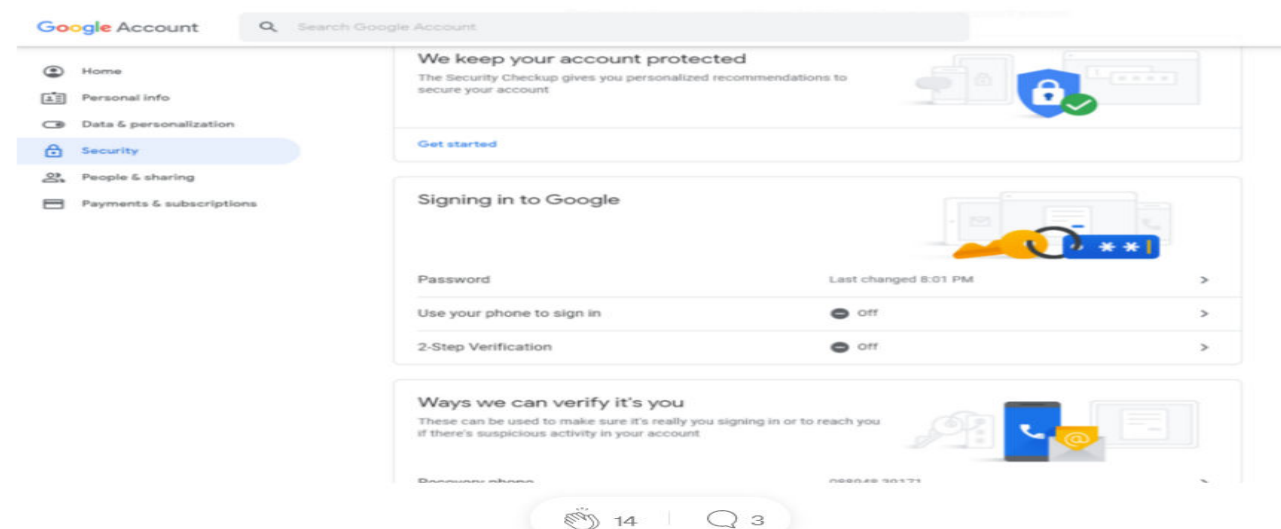 Google Account
Search Google Account
Home
Personal info
Data & personalization
Security
People & sharing
Payments & subscriptions
We keep your account protected
The Security Checkup gives you personalized recommendations to
secure your account
Get started
Signing in to Google
* *
Password Last changed 8:01 PM
Use your phone to sign in Off
2-Step Verification Off
Ways we can verify it's you
These can be used to make sure it's really you signing in or to reach you
if there's suspicious activity in your account
Recovery phone
14 3